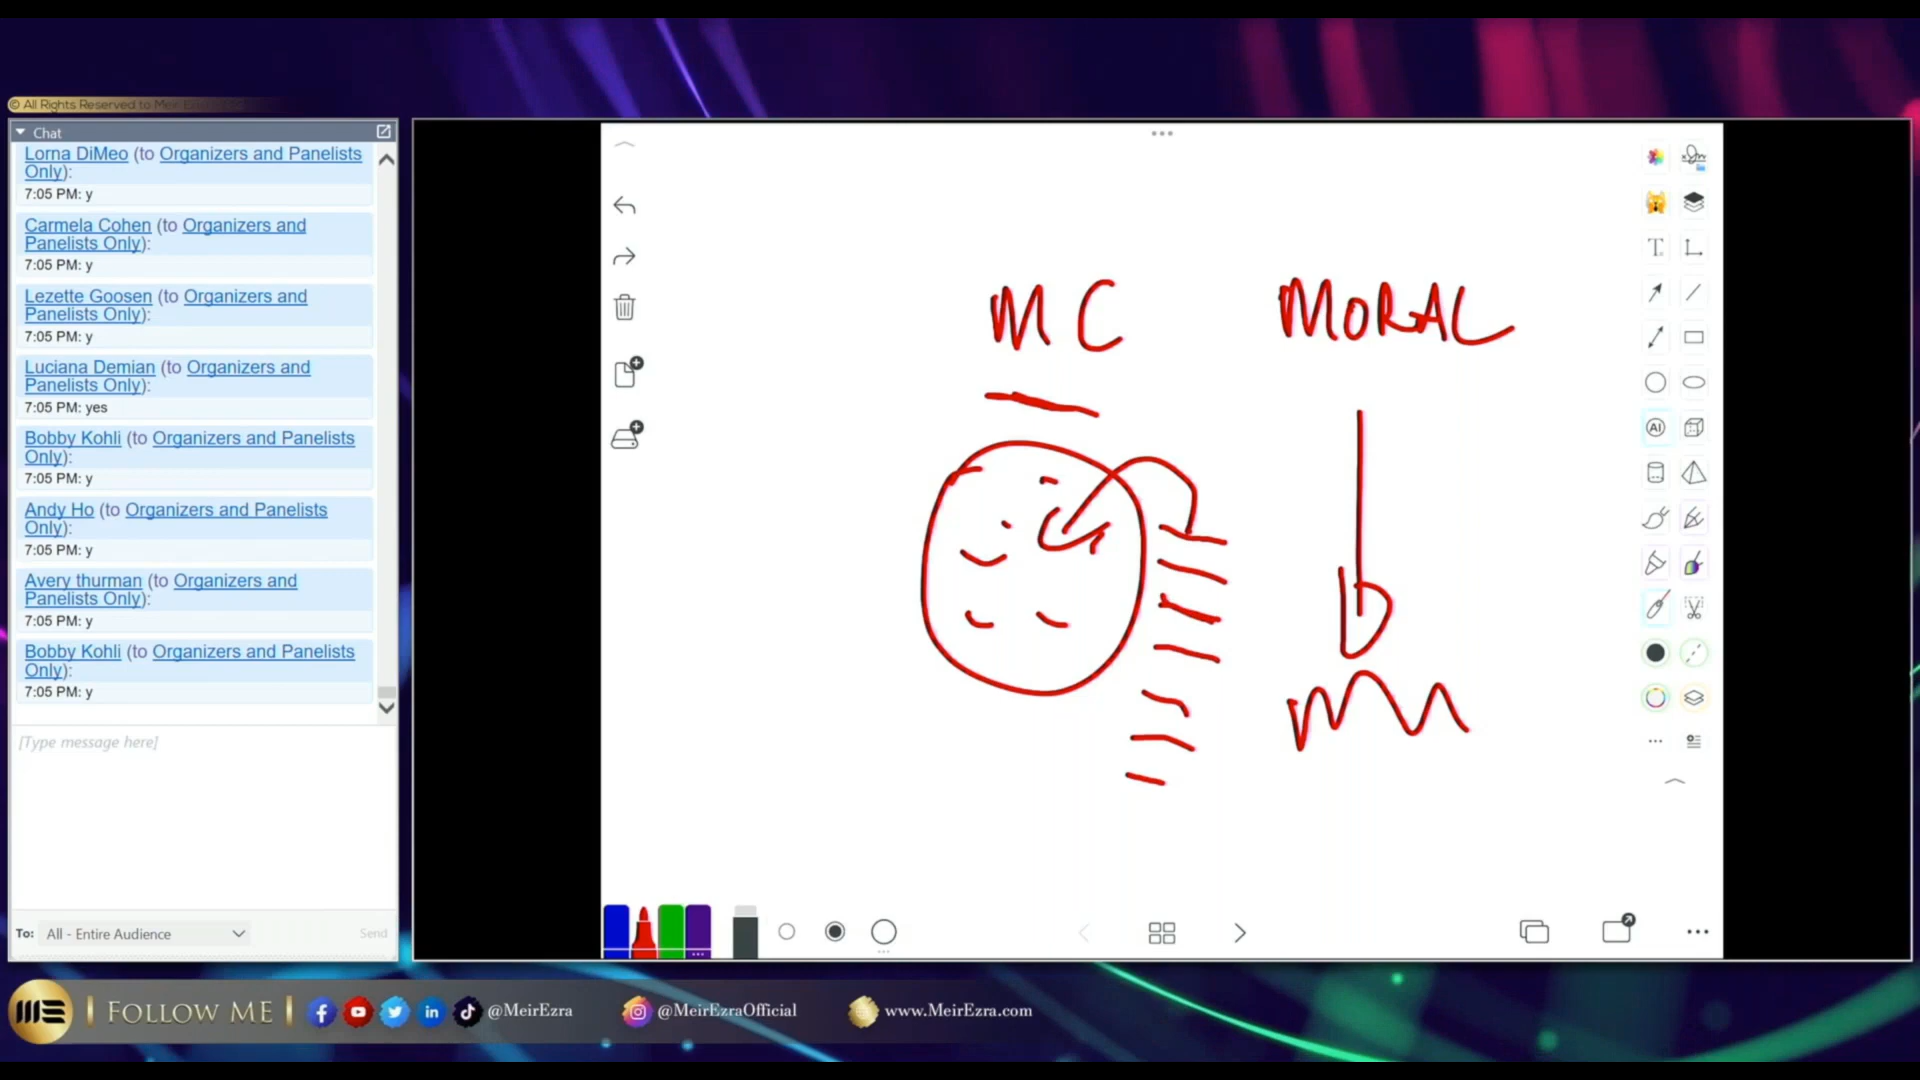 © All Rights Reserved to Meir
Chat
Lorna DiMeo (to Organizers and Panelists
Only):
7:05 PM: y
Carmela Cohen (to Organizers and
Panelists Only):
7:05 PM: y
Lezette Goosen (to Organizers and
Panelists Only):
7:05 PM: y
Luciana Demian (to Organizers and
Panelists Only):
7:05 PM: yes
Bobby Kohli (to Organizers and Panelists
Only):
7:05 PM: y
Andy Ho (to Organizers and Panelists
Only):
7:05 PM: y
Avery thurman (to Organizers and
Panelists Only):
7:05 PM: y
Bobby Kohli (to Organizers and Panelists
Only):
7:05 PM: y
[Type message here]
To: All - Entire Audience Send
MC MORAL
T
AI
ME | FOLLOW ME | @MeirEzra @MeirEzraOfficial www.MeirEzra.com